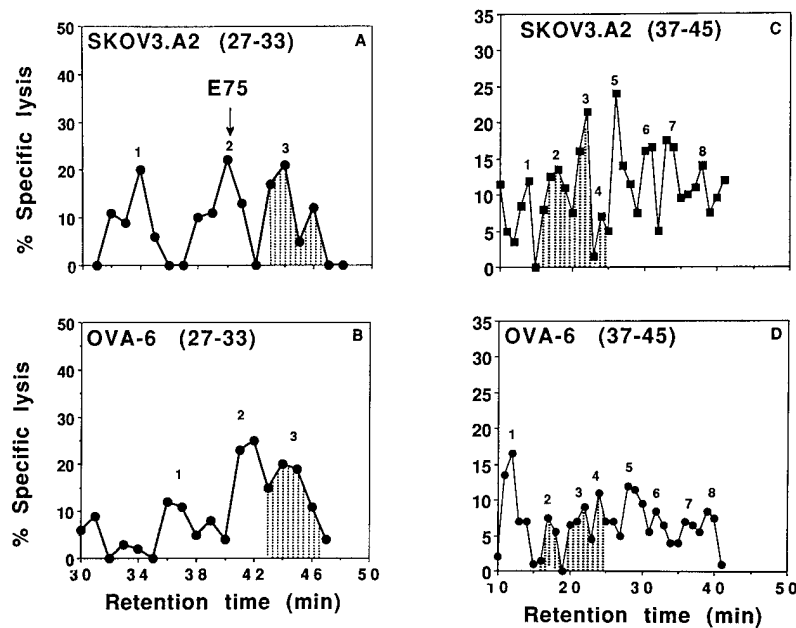 SKOV3.A2 (27-33) A
E75
1 2 3
50
40
30
20
10
0
% Specific lysis
SKOV3.A2 (37-45) C
1 2 3 4 5 6 7 8
35
30
25
20
15
10
5
0
OVA-6 (27-33) B
1 2 3
50
40
30
20
10
0
% Specific lysis
30 34 38 42 46 50
Retention time (min)
OVA-6 (37-45) D
1 2 3 4 5 6 7 8
35
30
25
20
15
10
5
0
10 20 30 40 50
Retention time (min)